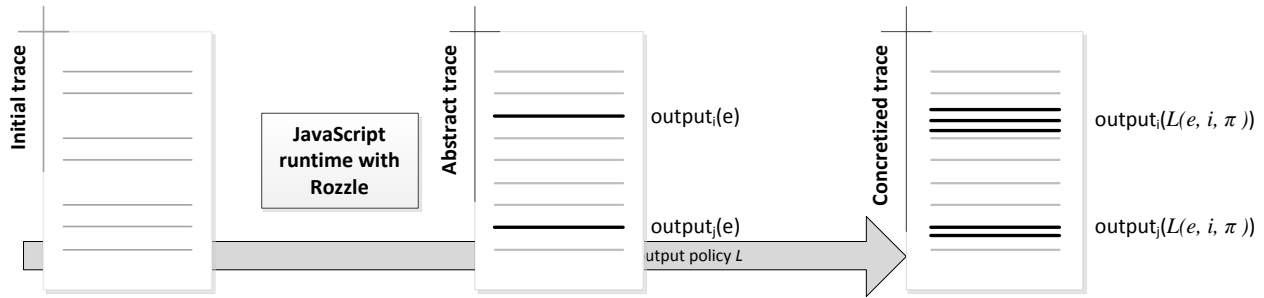 Initial trace
JavaScript
runtime with
Rozzle
Abstract trace
outputᵢ(e)
outputⱼ(e)
utput policy L
Concretized trace
outputᵢ(L(e, i, π ))
outputⱼ(L(e, i, π ))